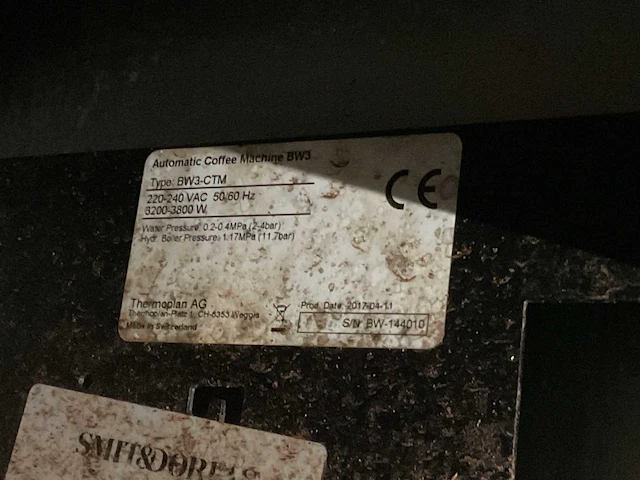 Automatic Coffee Machine BW3
Type: BW3-CTM
220-240 VAC 50/60 Hz
3200-3800 W
Water Pressure: 0.2-0.4MPa (2-4bar)
Hydr. Boiler Pressure: 1.17MPa (11.7bar)
CE
Thermoplan AG
Thermoplan-Platz 1, CH-6353 Weggis
Made in Switzerland
Prod. Date: 2017-04-11
S/N: BW-144010